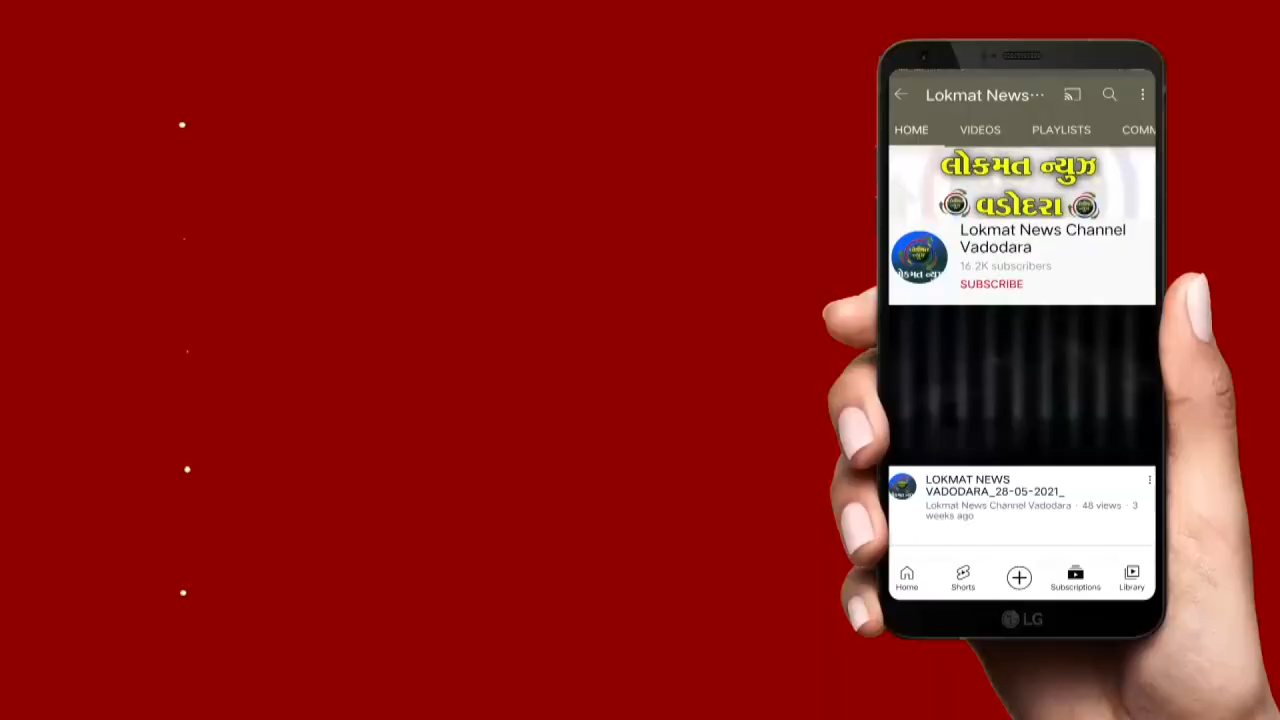 Lokmat News...
HOME VIDEOS PLAYLISTS COMM
લોકમત ન્યુઝ
વડોદરા
Lokmat News Channel
Vadodara
16.2K subscribers
SUBSCRIBE
LOKMAT NEWS
VADODARA_28-05-2021_
Lokmat News Channel Vadodara · 48 views · 3
weeks ago
Home Shorts Subscriptions Library
LG